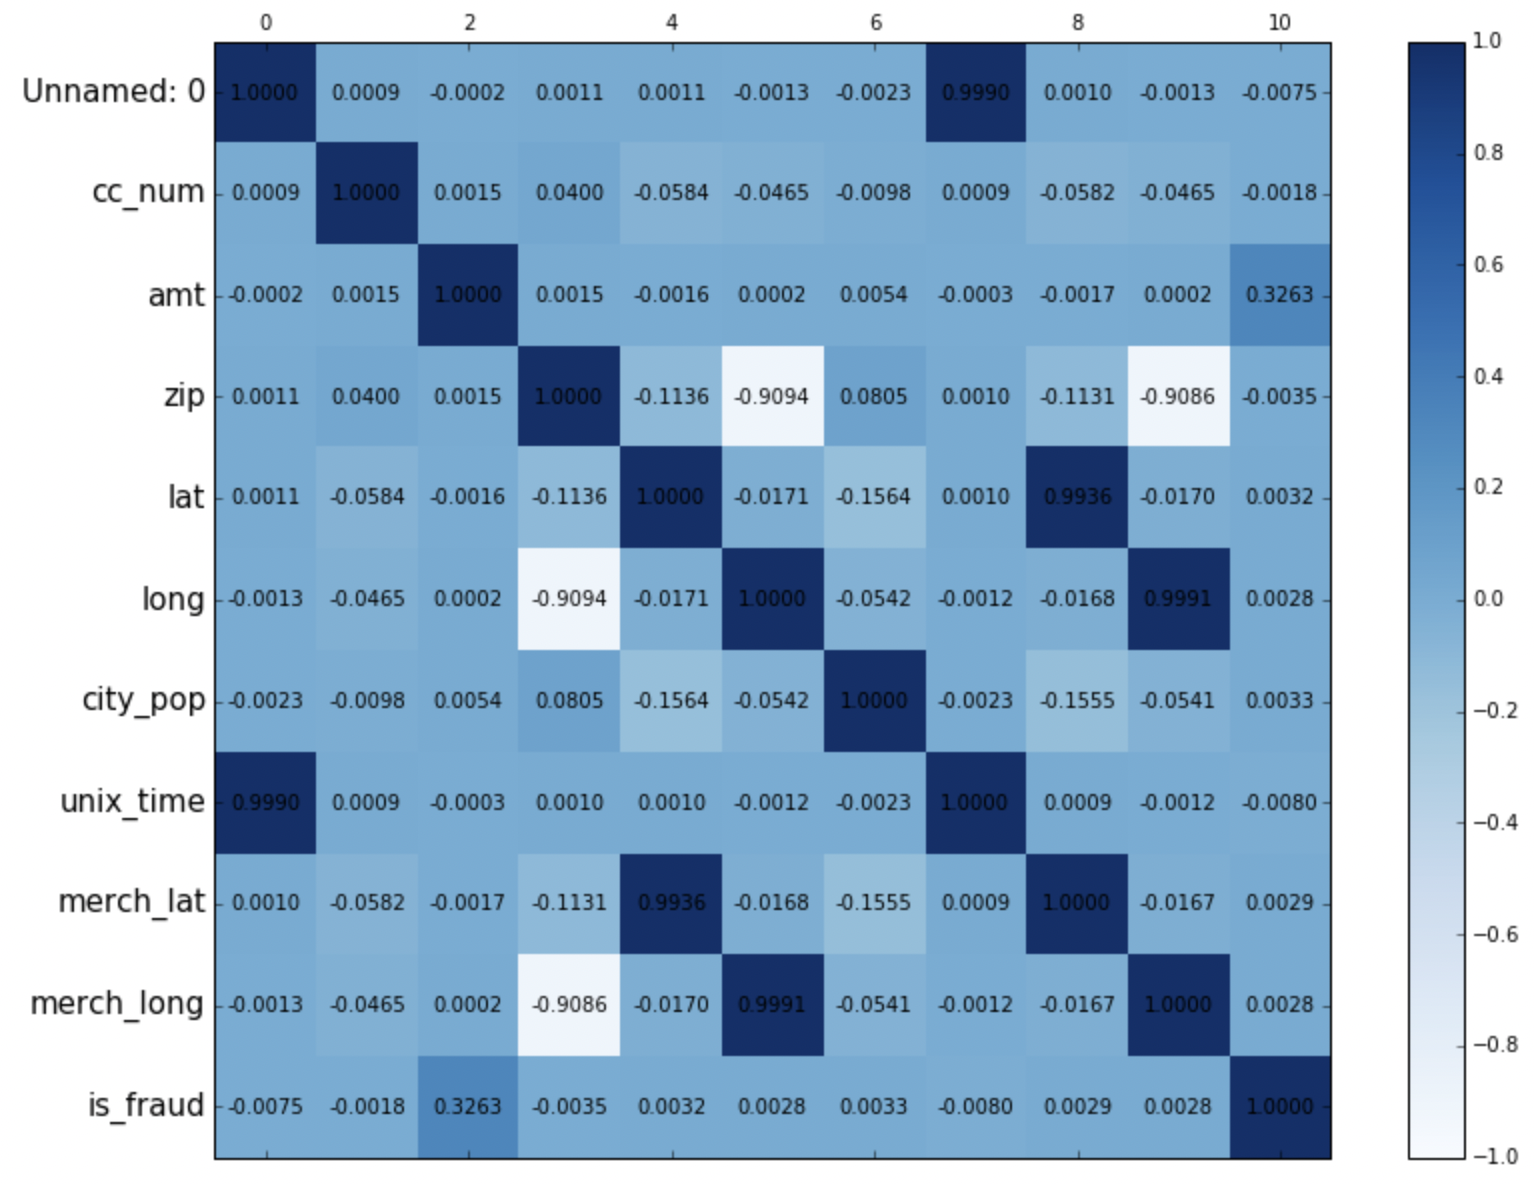 0 2 4 6 8 10
Unnamed: 0 1.0000 0.0009 -0.0002 0.0011 0.0011 -0.0013 -0.0023 0.9990 0.0010 -0.0013 -0.0075
cc_num 0.0009 1.0000 0.0015 0.0400 -0.0584 -0.0465 -0.0098 0.0009 -0.0582 -0.0465 -0.0018
amt -0.0002 0.0015 1.0000 0.0015 -0.0016 0.0002 0.0054 -0.0003 -0.0017 0.0002 0.3263
zip 0.0011 0.0400 0.0015 1.0000 -0.1136 -0.9094 0.0805 0.0010 -0.1131 -0.9086 -0.0035
lat 0.0011 -0.0584 -0.0016 -0.1136 1.0000 -0.0171 -0.1564 0.0010 0.9936 -0.0170 0.0032
long -0.0013 -0.0465 0.0002 -0.9094 -0.0171 1.0000 -0.0542 -0.0012 -0.0168 0.9991 0.0028
city_pop -0.0023 -0.0098 0.0054 0.0805 -0.1564 -0.0542 1.0000 -0.0023 -0.1555 -0.0541 0.0033
unix_time 0.9990 0.0009 -0.0003 0.0010 0.0010 -0.0012 -0.0023 1.0000 0.0009 -0.0012 -0.0080
merch_lat 0.0010 -0.0582 -0.0017 -0.1131 0.9936 -0.0168 -0.1555 0.0009 1.0000 -0.0167 0.0029
merch_long -0.0013 -0.0465 0.0002 -0.9086 -0.0170 0.9991 -0.0541 -0.0012 -0.0167 1.0000 0.0028
is_fraud -0.0075 -0.0018 0.3263 -0.0035 0.0032 0.0028 0.0033 -0.0080 0.0029 0.0028 1.0000
1.0
0.8
0.6
0.4
0.2
0.0
−0.2
−0.4
−0.6
−0.8
−1.0